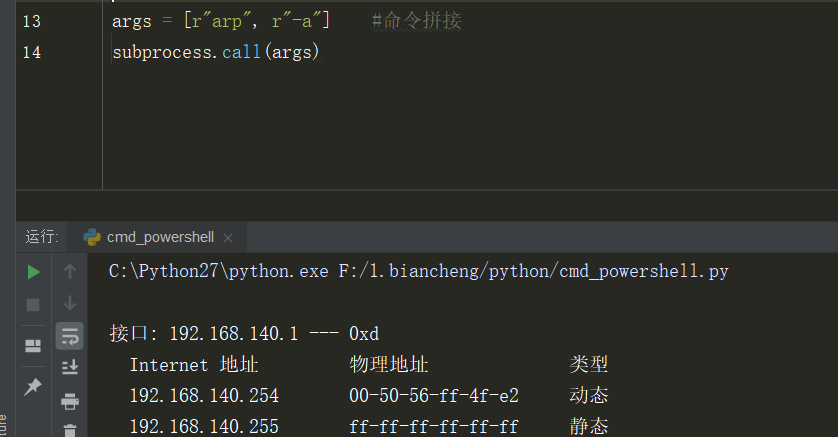 13 args = [r"arp", r"-a"] #命令拼接
14 subprocess.call(args)
运行: cmd_powershell
C:\Python27\python.exe F:/1.biancheng/python/cmd_powershell.py
接口: 192.168.140.1 --- 0xd
Internet 地址 物理地址 类型
192.168.140.254 00-50-56-ff-4f-e2 动态
192.168.140.255 ff-ff-ff-ff-ff-ff 静态